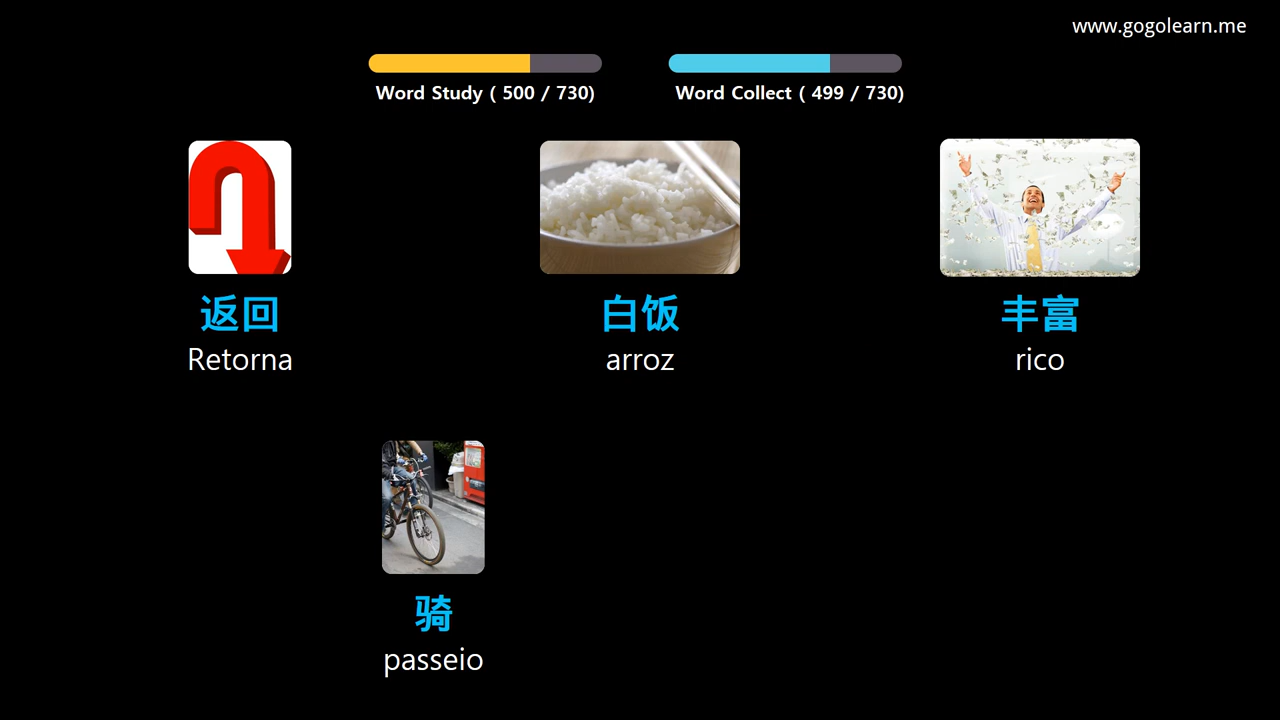 www.gogolearn.me
Word Study ( 500 / 730)
Word Collect ( 499 / 730)
返回
Retorna
白饭
arroz
丰富
rico
骑
passeio